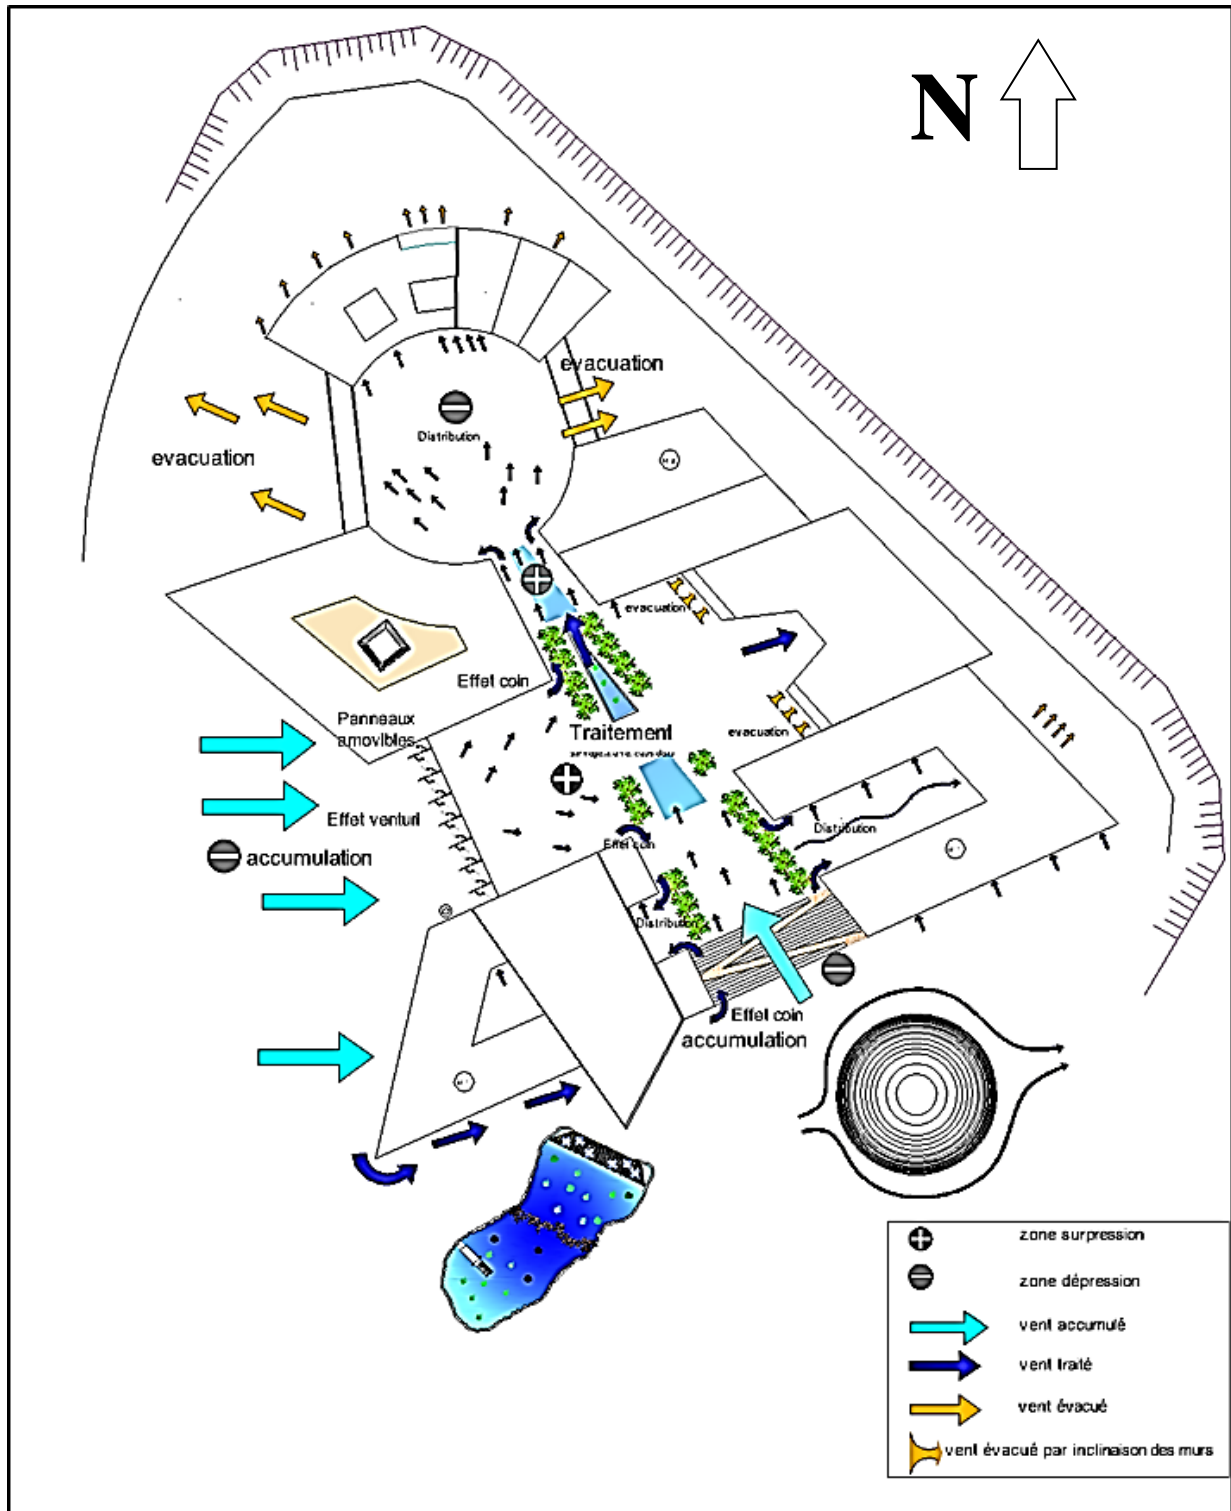 N
evacuation
Distribution
evacuation
evacuation
Effet coin
Panneaux
amovibles
Traitement
evacuation
Effet venturi
accumulation
Distribution
Effet coin
Distribution
Effet coin
accumulation
zone surpression
zone dépression
vent accumulé
vent traité
vent évacué
vent évacué par inclinaison des murs